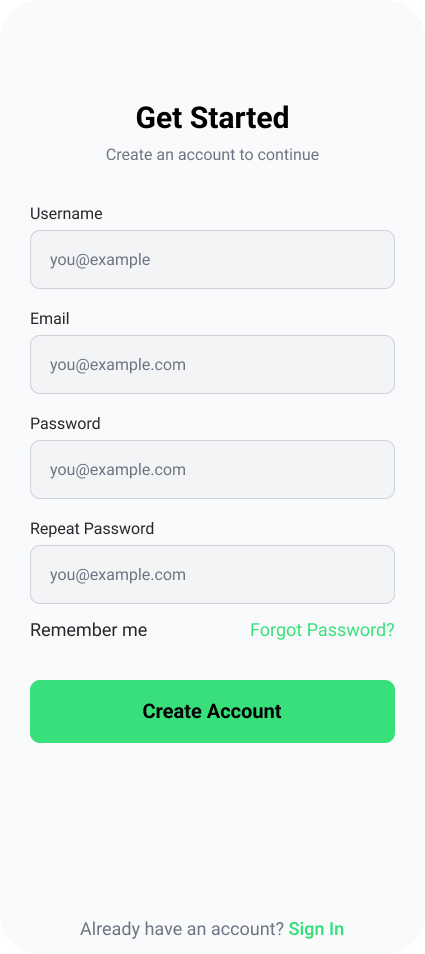 Get Started
Create an account to continue
Username
you@example
Email
you@example.com
Password
you@example.com
Repeat Password
you@example.com
Remember me Forgot Password?
Create Account
Already have an account? Sign In